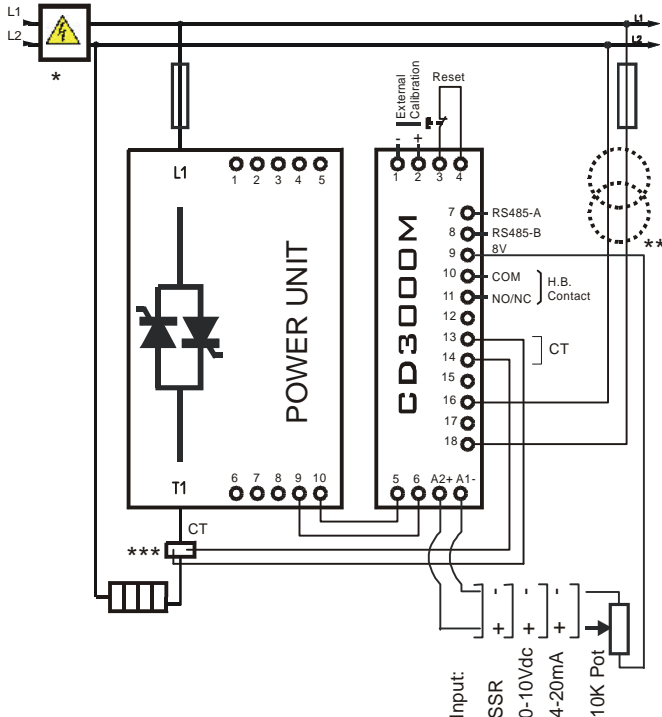 L1
L2
*
L1
L2
External
Calibration
Reset
- +
1 2 3 4
L1
1 2 3 4 5
POWER UNIT
6 7 8 9 10
T1
CD3000M
7 RS485-A
8 RS485-B
9 8V
10 COM
11 NO/NC
H.B.
Contact
12
13
14
CT
15
16
17
18
5 6 A2+ A1-
**
CT
***
- - -
+ + +
Input:
SSR
0-10Vdc
4-20mA
10K Pot